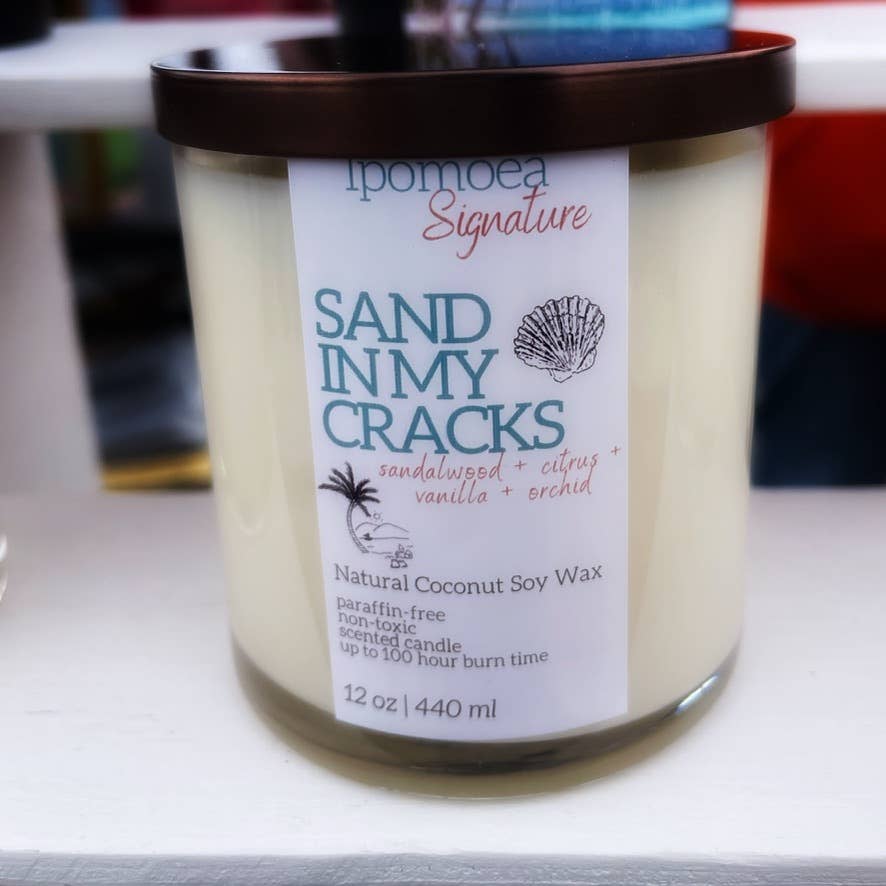 Ipomoea
Signature
SAND
IN MY
CRACKS
sandalwood + citrus +
vanilla + orchid
Natural Coconut Soy Wax
paraffin-free
non-toxic
scented candle
up to 100 hour burn time
12 oz | 440 ml